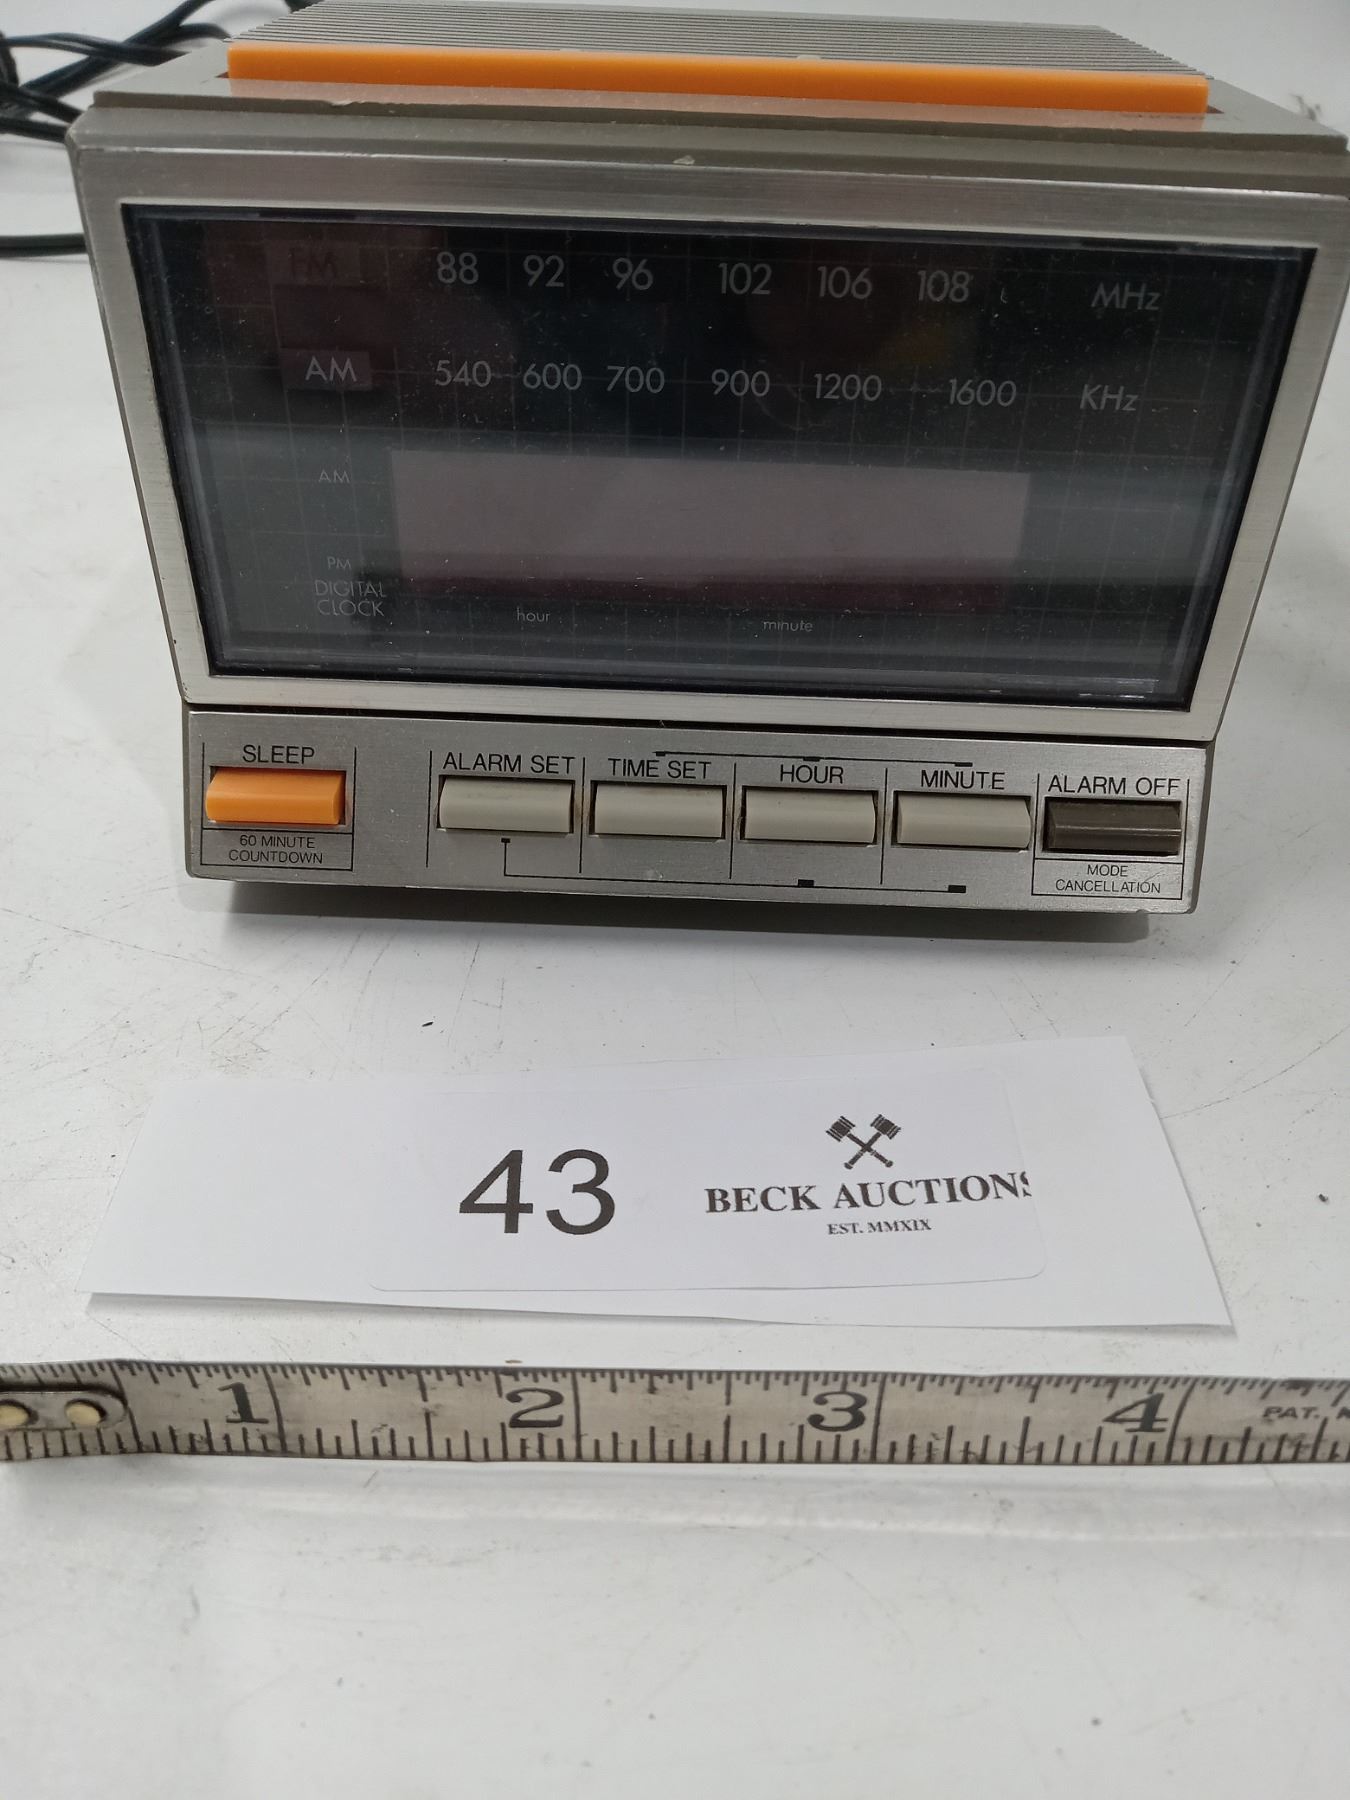 FM 88 92 96 102 106 108 MHz
AM 540 600 700 900 1200 1600 KHz
AM
PM
DIGITAL
CLOCK
hour minute
SLEEP
60 MINUTE
COUNTDOWN
ALARM SET TIME SET HOUR MINUTE ALARM OFF
MODE
CANCELLATION
43
BECK AUCTIONS
EST. MMXIX
1 2 3 4 PAT.